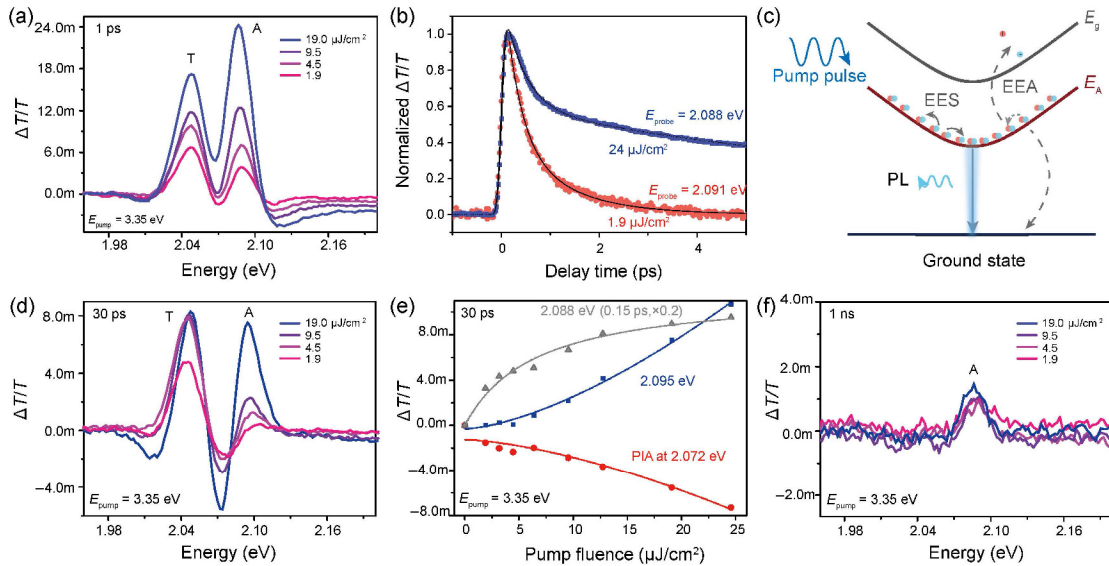 (a)
1 ps
T
A
19.0 μJ/cm²
9.5
4.5
1.9
24.0m
18.0m
12.0m
6.0m
0.0m
ΔT/T
E_pump = 3.35 eV
1.98
2.04
2.10
2.16
Energy (eV)
(b)
1.0
0.8
0.6
0.4
0.2
0.0
Normalized ΔT/T
E_probe = 2.088 eV
24 μJ/cm²
E_probe = 2.091 eV
1.9 μJ/cm²
0
2
4
Delay time (ps)
(c)
E_g
Pump pulse
EES
EEA
E_A
PL
Ground state
(d)
30 ps
T
A
19.0 μJ/cm²
9.5
4.5
1.9
8.0m
4.0m
0.0m
−4.0m
ΔT/T
E_pump = 3.35 eV
1.98
2.04
2.10
2.16
Energy (eV)
(e)
30 ps
2.088 eV (0.15 ps,×0.2)
2.095 eV
PIA at 2.072 eV
8.0m
4.0m
0.0m
−4.0m
−8.0m
ΔT/T
E_pump = 3.35 eV
0
5
10
15
20
25
Pump fluence (μJ/cm²)
(f)
1 ns
19.0 μJ/cm²
9.5
4.5
1.9
A
4.0m
2.0m
0.0m
−2.0m
ΔT/T
E_pump = 3.35 eV
1.98
2.04
2.10
2.16
Energy (eV)